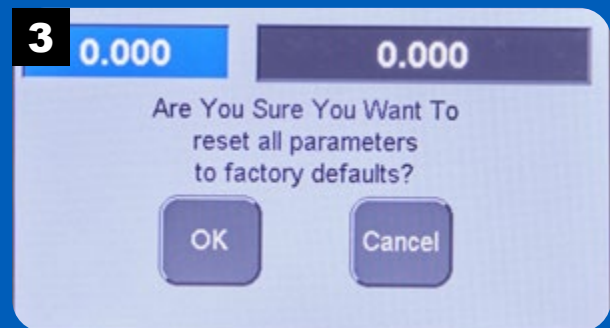 3
0.000 0.000
Are You Sure You Want To
reset all parameters
to factory defaults?
OK Cancel